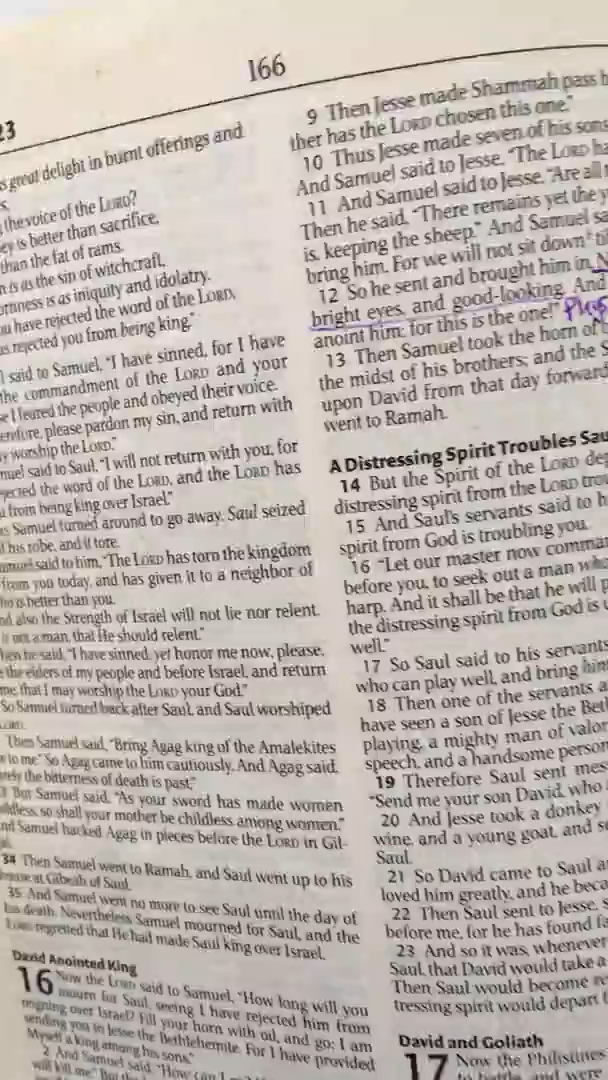 166
23
s great delight in burnt offerings and
the voice of the LORD?
ey is better than sacrifice,
than the fat of rams.
n is as the sin of witchcraft,
ornness is as iniquity and idolatry.
ou have rejected the word of the LORD,
as rejected you from being king."
l said to Samuel, "I have sinned, for I have
the commandment of the LORD and your
e I feared the people and obeyed their voice.
erefore, please pardon my sin, and return with
y worship the LORD."
muel said to Saul, "I will not return with you, for
jected the word of the LORD, and the LORD has
u from being king over Israel."
as Samuel turned around to go away, Saul seized
f his robe, and it tore.
amuel said to him, "The LORD has torn the kingdom
from you today, and has given it to a neighbor of
ho is better than you.
nd also the Strength of Israel will not lie nor relent.
is not a man, that He should relent."
hen he said, "I have sinned, yet honor me now, please,
e the elders of my people and before Israel, and return
me, that I may worship the LORD your God."
So Samuel turned back after Saul, and Saul worshiped
LORD.
Then Samuel said, "Bring Agag king of the Amalekites
e to me." So Agag came to him cautiously. And Agag said,
rely the bitterness of death is past."
But Samuel said, "As your sword has made women
ildless, so shall your mother be childless among women."
nd Samuel hacked Agag in pieces before the LORD in Gil-
34 Then Samuel went to Ramah, and Saul went up to his
house at Gibeah of Saul.
35 And Samuel went no more to see Saul until the day of
his death. Nevertheless Samuel mourned for Saul, and the
LORD regretted that He had made Saul king over Israel.
David Anointed King
16 Now the LORD said to Samuel, "How long will you
mourn for Saul, seeing I have rejected him from
reigning over Israel? Fill your horn with oil, and go; I am
sending you to Jesse the Bethlehemite. For I have provided
Myself a king among his sons."
2 And Samuel said, "How can I
will kill me." But the
9 Then Jesse made Shammah pass
ther has the LORD chosen this one."
10 Thus Jesse made seven of his sons
And Samuel said to Jesse, "The LORD ha
11 And Samuel said to Jesse, "Are all
Then he said, "There remains yet the y
is, keeping the sheep." And Samuel sa
bring him. For we will not sit down
12 So he sent and brought him in. N
bright eyes, and good-looking. And
anoint him; for this is the one!"
13 Then Samuel took the horn of
the midst of his brothers; and the S
upon David from that day forward
went to Ramah.
A Distressing Spirit Troubles Sau
14 But the Spirit of the LORD dep
distressing spirit from the LORD trou
15 And Saul's servants said to h
spirit from God is troubling you.
16 "Let our master now comman
before you, to seek out a man who
harp. And it shall be that he will p
the distressing spirit from God is u
well."
17 So Saul said to his servants
who can play well, and bring him
18 Then one of the servants a
have seen a son of Jesse the Bet
playing, a mighty man of valor
speech, and a handsome person
19 Therefore Saul sent mes
"Send me your son David, who
20 And Jesse took a donkey
wine, and a young goat, and se
Saul.
21 So David came to Saul a
loved him greatly, and he beca
22 Then Saul sent to Jesse, s
before me, for he has found fa
23 And so it was, whenever
Saul, that David would take a
Then Saul would become re
tressing spirit would depart
David and Goliath
17 Now the Philistines
to battle, and were